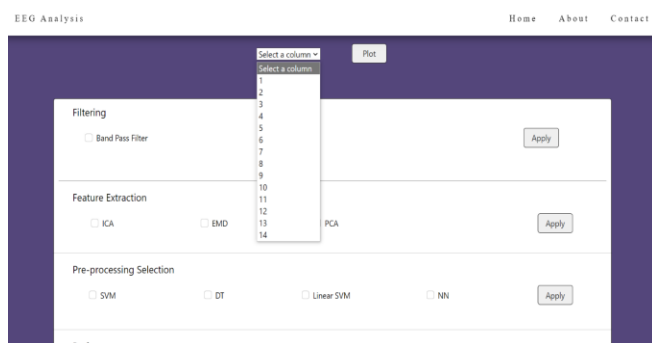 EEG Analysis
Home About Contact
Select a column Plot
Select a column
1
2
3
4
5
6
7
8
9
10
11
12
13
14
Filtering
Band Pass Filter
Apply
Feature Extraction
ICA EMD PCA Apply
Pre-processing Selection
SVM DT Linear SVM NN Apply